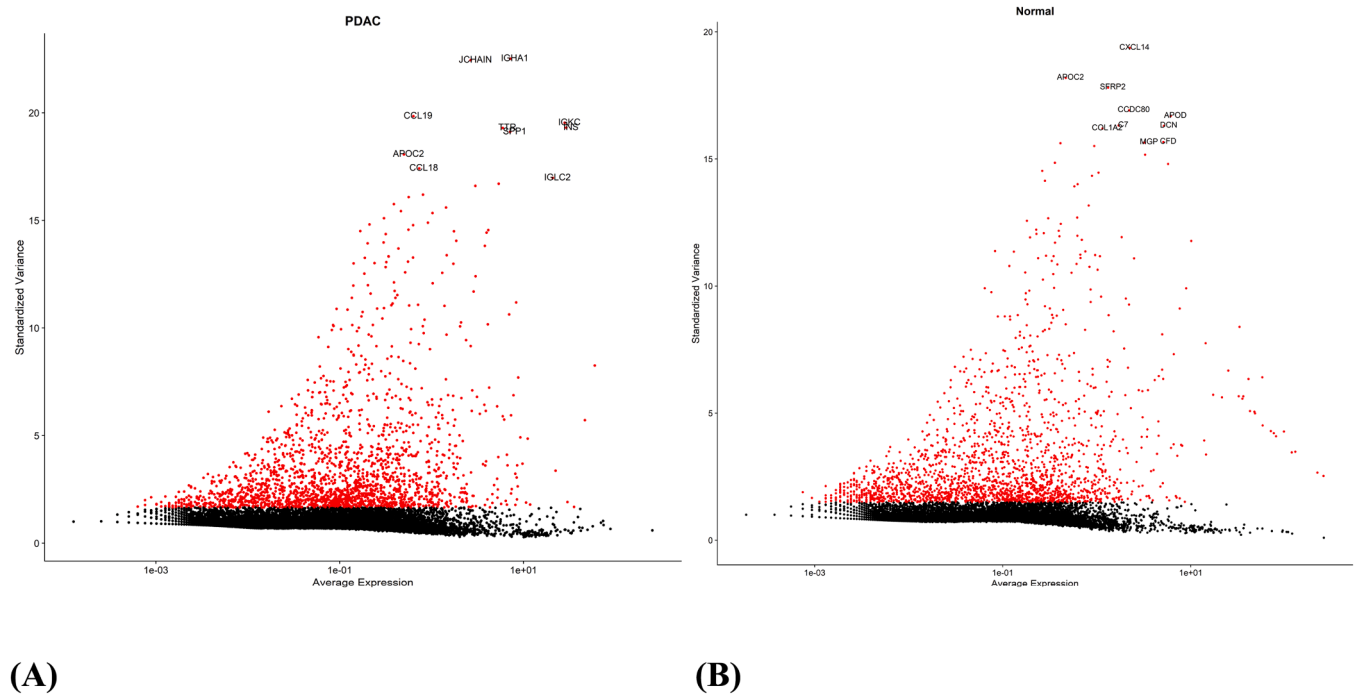 PDAC
JCHAIN
IGHA1
CCL19
IGKC
TTR
INS
SPP1
APOC2
CCL18
IGLC2
20
15
10
5
0
Standardized Variance
1e-03
1e-01
1e+01
Average Expression
(A)
Normal
CXCL14
APOC2
SFRP2
CCDC80
APOD
C7
DCN
COL1A2
MGP
CFD
20
15
10
5
0
Standardized Variance
1e-03
1e-01
1e+01
Average Expression
(B)